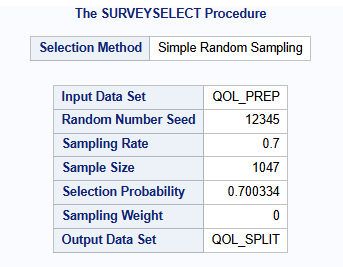 The SURVEYSELECT Procedure
Selection Method Simple Random Sampling
Input Data Set QOL_PREP
Random Number Seed 12345
Sampling Rate 0.7
Sample Size 1047
Selection Probability 0.700334
Sampling Weight 0
Output Data Set QOL_SPLIT